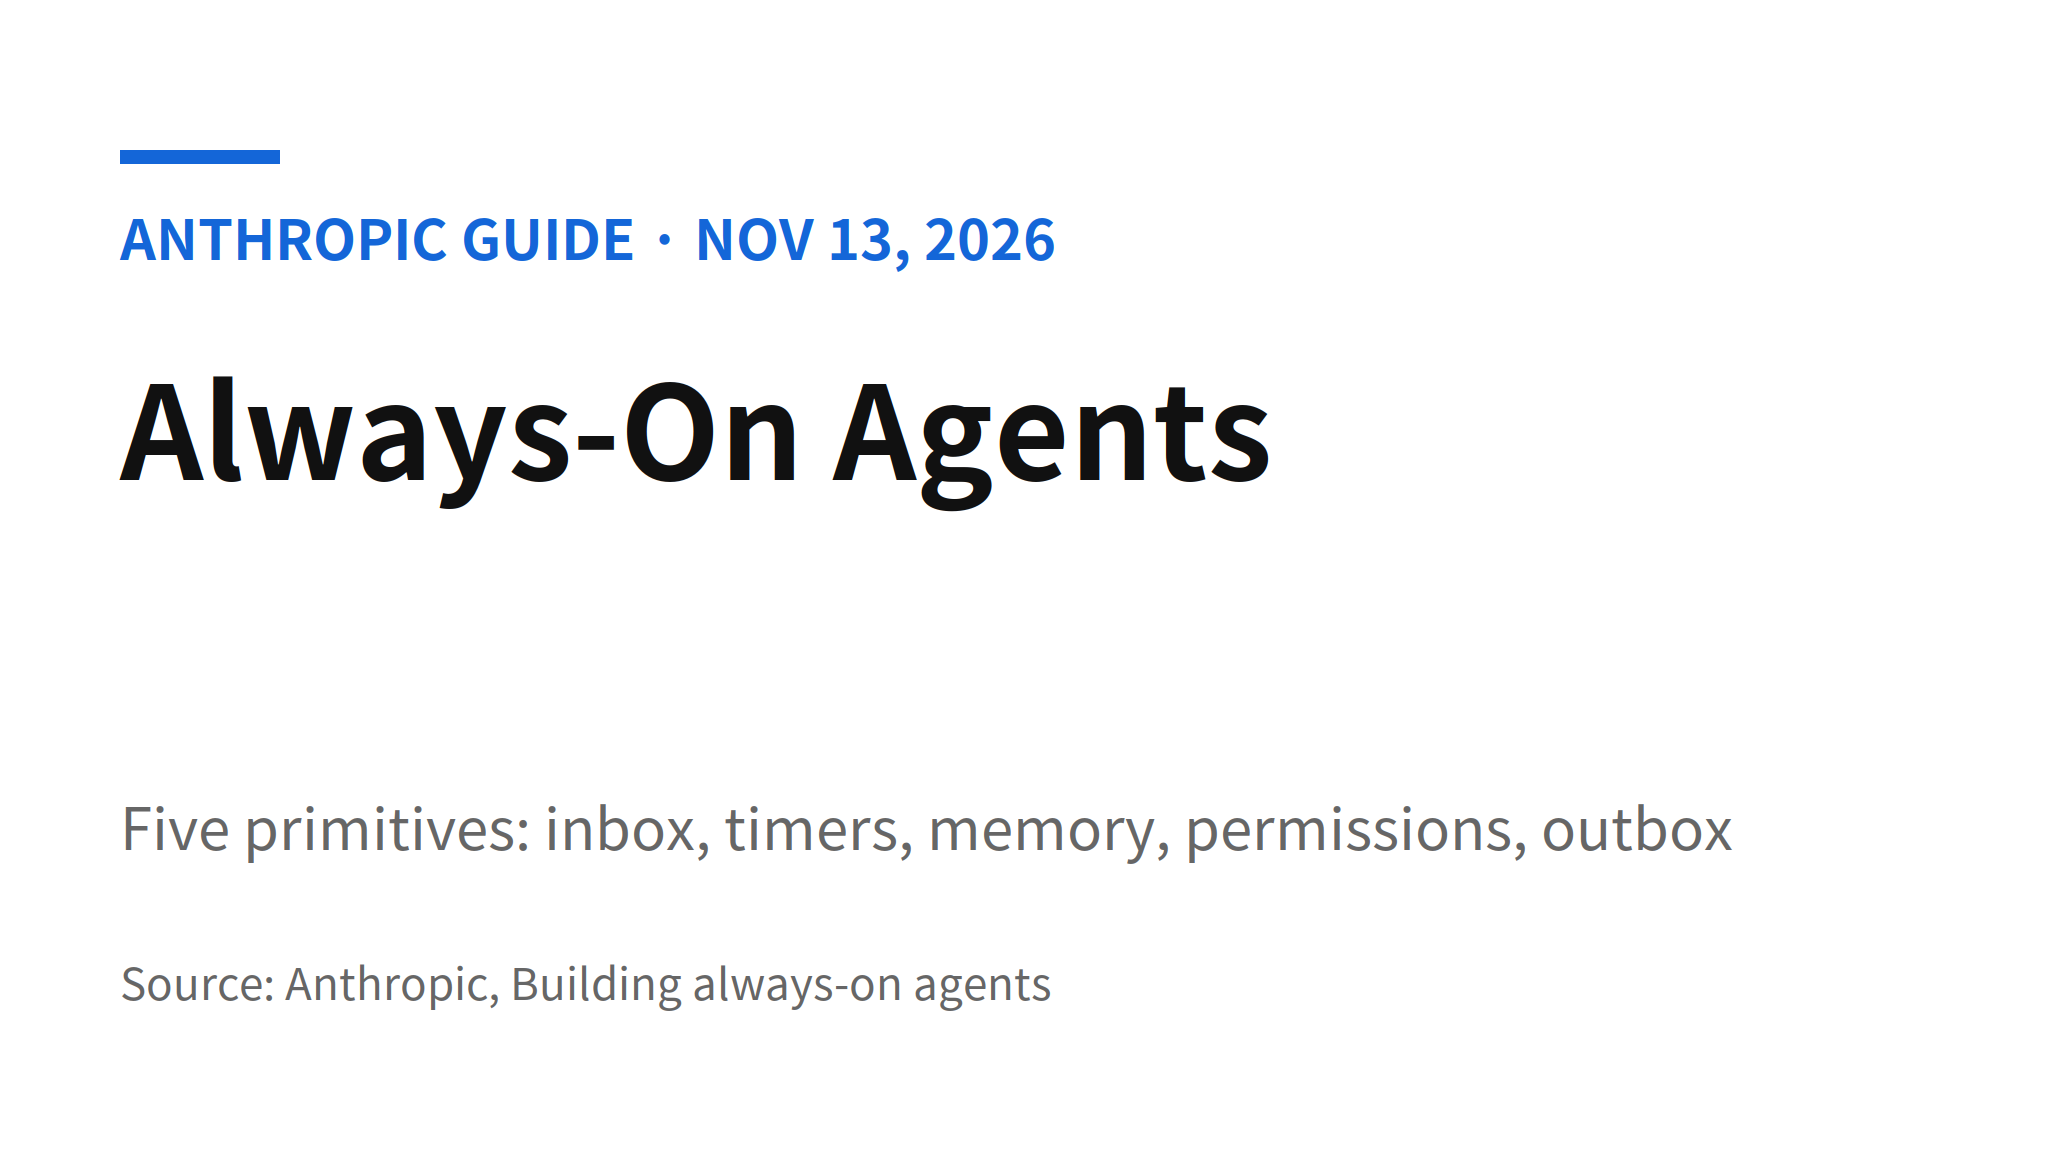 ANTHROPIC GUIDE · NOV 13, 2026
Always-On Agents
Five primitives: inbox, timers, memory, permissions, outbox
Source: Anthropic, Building always-on agents